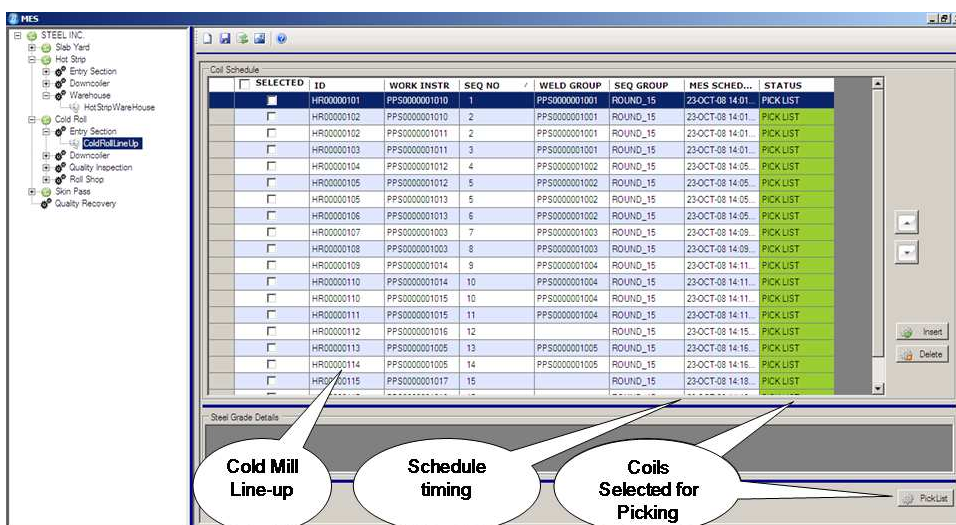 MES
STEEL INC.
Slab Yard
Hot Strip
Entry Section
Downcoiler
Warehouse
HotStripWareHouse
Cold Roll
Entry Section
ColdRollLineUp
Downcoiler
Quality Inspection
Roll Shop
Skin Pass
Quality Recovery
Coil Schedule
SELECTED ID WORK INSTR SEQ NO WELD GROUP SEQ GROUP MES SCHED... STATUS
HR00000101 PPS0000001010 1 PPS0000001001 ROUND_15 23-OCT-08 14:01... PICK LIST
HR00000102 PPS0000001010 2 PPS0000001001 ROUND_15 23-OCT-08 14:01... PICK LIST
HR00000102 PPS0000001011 2 PPS0000001001 ROUND_15 23-OCT-08 14:01... PICK LIST
HR00000103 PPS0000001011 3 PPS0000001001 ROUND_15 23-OCT-08 14:01... PICK LIST
HR00000104 PPS0000001012 4 PPS0000001002 ROUND_15 23-OCT-08 14:05... PICK LIST
HR00000105 PPS0000001012 5 PPS0000001002 ROUND_15 23-OCT-08 14:05... PICK LIST
HR00000105 PPS0000001013 5 PPS0000001002 ROUND_15 23-OCT-08 14:05... PICK LIST
HR00000106 PPS0000001013 6 PPS0000001002 ROUND_15 23-OCT-08 14:05... PICK LIST
HR00000107 PPS0000001003 7 PPS0000001003 ROUND_15 23-OCT-08 14:09... PICK LIST
HR00000108 PPS0000001003 8 PPS0000001003 ROUND_15 23-OCT-08 14:09... PICK LIST
HR00000109 PPS0000001014 9 PPS0000001004 ROUND_15 23-OCT-08 14:11... PICK LIST
HR00000110 PPS0000001014 10 PPS0000001004 ROUND_15 23-OCT-08 14:11... PICK LIST
HR00000110 PPS0000001015 10 PPS0000001004 ROUND_15 23-OCT-08 14:11... PICK LIST
HR00000111 PPS0000001015 11 PPS0000001004 ROUND_15 23-OCT-08 14:11... PICK LIST
HR00000112 PPS0000001016 12 ROUND_15 23-OCT-08 14:15... PICK LIST
HR00000113 PPS0000001005 13 PPS0000001005 ROUND_15 23-OCT-08 14:16... PICK LIST
HR00000114 PPS0000001005 14 PPS0000001005 ROUND_15 23-OCT-08 14:16... PICK LIST
HR00000115 PPS0000001017 15 ROUND_15 23-OCT-08 14:18... PICK LIST
Insert
Delete
Steel Grade Details
Cold Mill
Line-up
Schedule
timing
Coils
Selected for
Picking
PickList